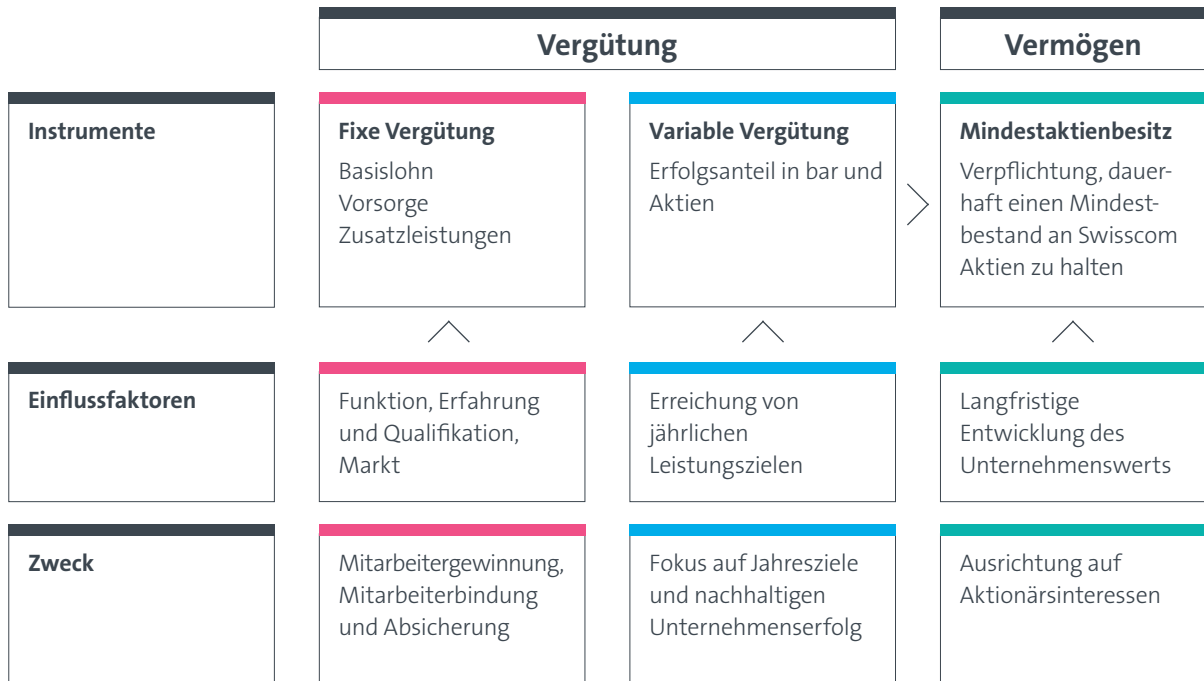 Vergütung
Vermögen
Instrumente
Fixe Vergütung
Basislohn
Vorsorge
Zusatzleistungen
Variable Vergütung
Erfolgsanteil in bar und
Aktien
Mindestaktienbesitz
Verpflichtung, dauer-
haft einen Mindest-
bestand an Swisscom
Aktien zu halten
Einflussfaktoren
Funktion, Erfahrung
und Qualifikation,
Markt
Erreichung von
jährlichen
Leistungszielen
Langfristige
Entwicklung des
Unternehmenswerts
Zweck
Mitarbeitergewinnung,
Mitarbeiterbindung
und Absicherung
Fokus auf Jahresziele
und nachhaltigen
Unternehmenserfolg
Ausrichtung auf
Aktionärsinteressen